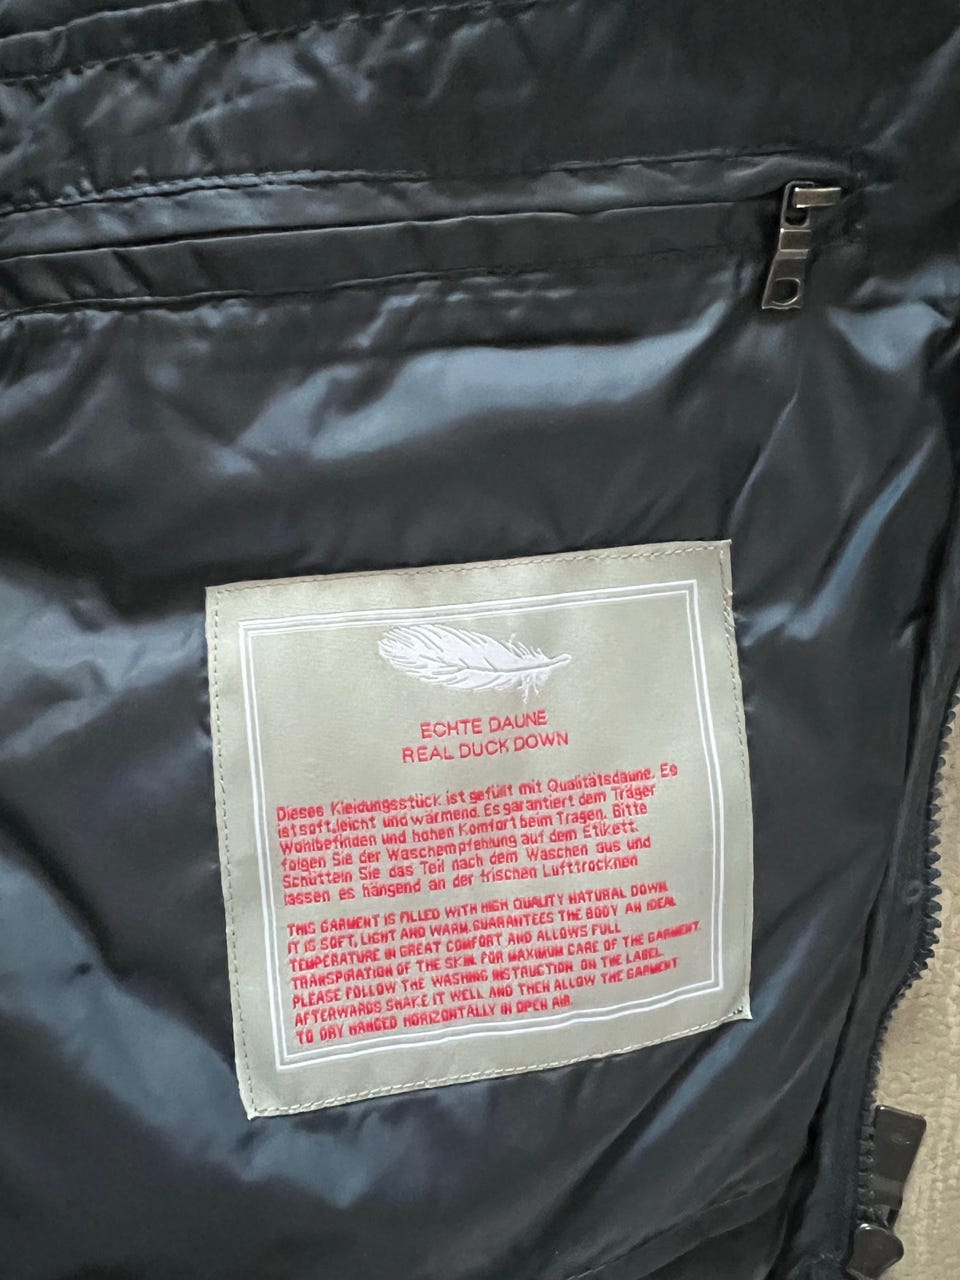 ECHTE DAUNE
REAL DUCK DOWN
Dieses Kleidungsstück ist gefüllt mit Qualitätsdaune. Es
ist soft, leicht und wärmend. Es garantiert dem Träger
Wohlbefinden und hohen Komfort beim Tragen. Bitte
folgen Sie der Waschempfehlung auf dem Etikett.
Schütteln Sie das Teil nach dem Waschen aus und
lassen es hängend an der frischen Luft trocknen
THIS GARMENT IS FILLED WITH HIGH QUALITY NATURAL DOWN.
IT IS SOFT, LIGHT AND WARM. GUARANTEES THE BODY AN IDEAL
TEMPERATURE IN GREAT COMFORT AND ALLOWS FULL
TRANSPIRATION OF THE SKIN. FOR MAXIMUM CARE OF THE GARMENT.
PLEASE FOLLOW THE WASHING INSTRUCTION. ON THE LABEL.
AFTERWARDS SHAKE IT WELL AND THEN ALLOW THE GARMENT
TO DRY HANGED HORIZONTALLY IN OPEN AIR.